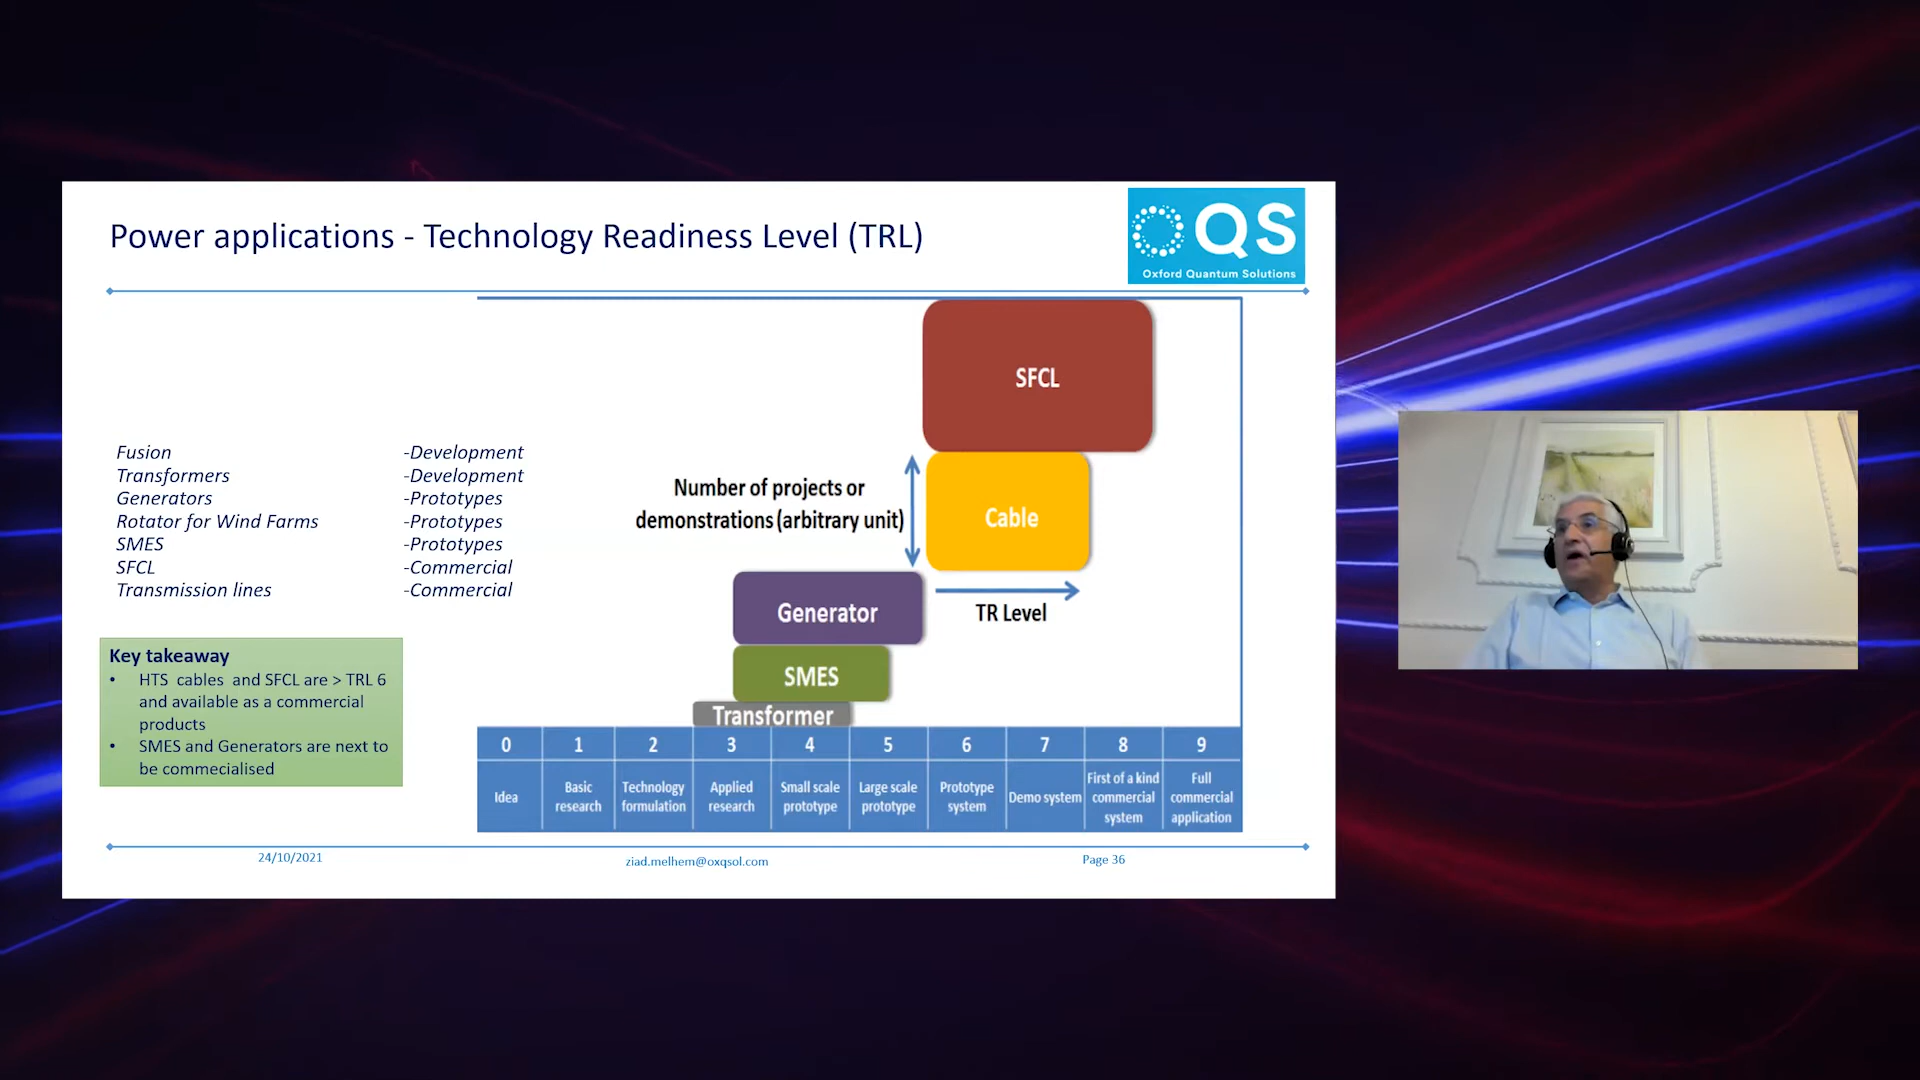 Power applications - Technology Readiness Level (TRL)
QS
Oxford Quantum Solutions
Fusion -Development
Transformers -Development
Generators -Prototypes
Rotator for Wind Farms -Prototypes
SMES -Prototypes
SFCL -Commercial
Transmission lines -Commercial
Key takeaway
• HTS cables and SFCL are > TRL 6
and available as a commercial
products
• SMES and Generators are next to
be commecialised
SFCL
Number of projects or
demonstrations (arbitrary unit)
Cable
Generator
TR Level
SMES
Transformer
0 1 2 3 4 5 6 7 8 9
Idea
Basic
research
Technology
formulation
Applied
research
Small scale
prototype
Large scale
prototype
Prototype
system
Demo system
First of a kind
commercial
system
Full
commercial
application
24/10/2021
ziad.melhem@oxqsol.com
Page 36